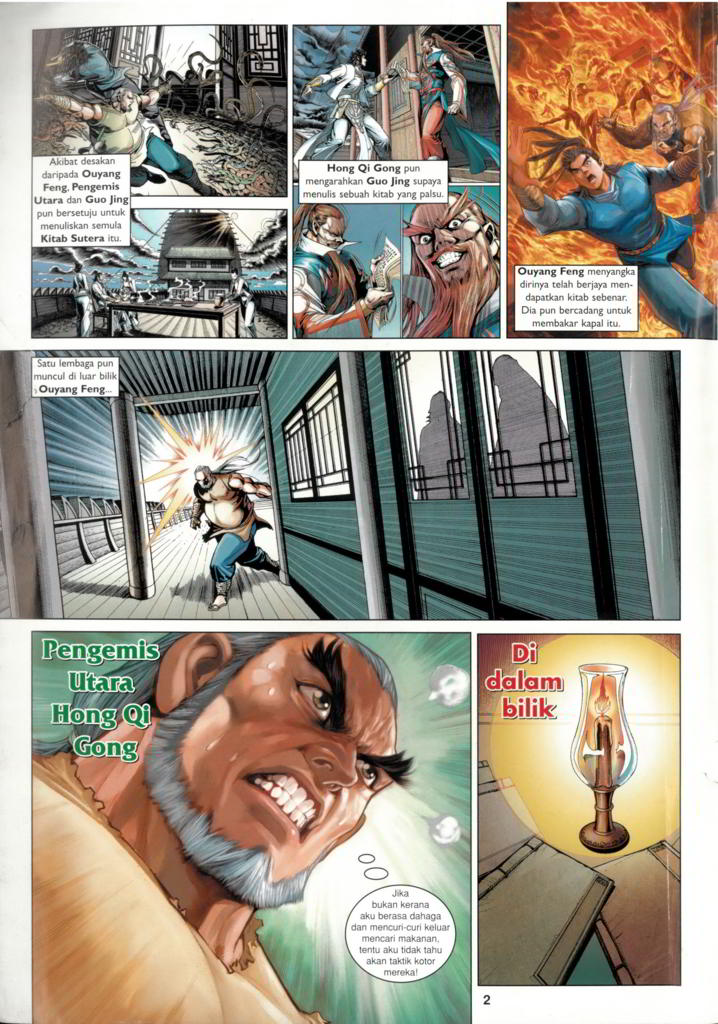 Akibat desakan
daripada Ouyang
Feng, Pengemis
Utara dan Guo Jing
pun bersetuju untuk
menuliskan semula
Kitab Sutera itu.
Hong Qi Gong pun
mengarahkan Guo Jing supaya
menulis sebuah kitab yang palsu.
Ouyang Feng menyangka
dirinya telah berjaya men-
dapatkan kitab sebenar.
Dia pun bercadang untuk
membakar kapal itu.
Satu lembaga pun
muncul di luar bilik
Ouyang Feng...
Pengemis
Utara
Hong Qi
Gong
Di
dalam
bilik
Jika
bukan kerana
aku berasa dahaga
dan mencuri-curi keluar
mencari makanan,
tentu aku tidak tahu
akan taktik kotor
mereka!
2